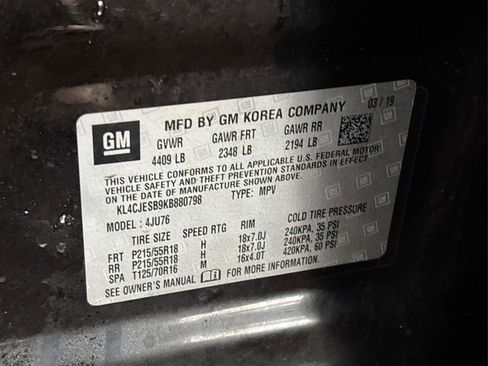 GM
MFD BY GM KOREA COMPANY 03 / 19
GVWR GAWR FRT GAWR RR
4409 LB 2348 LB 2194 LB
THIS VEHICLE CONFORMS TO ALL APPLICABLE U.S. FEDERAL MOTOR
VEHICLE SAFETY AND THEFT PREVENTION STANDARDS IN EFFECT
ON THE DATE OF MANUFACTURE SHOWN ABOVE.
KL4CJESB9KB880798 TYPE: MPV
MODEL: 4JU76
TIRE SIZE SPEED RTG RIM COLD TIRE PRESSURE
FRT P215/55R18 H 18x7.0J 240KPA, 35 PSI
RR P215/55R18 H 18x7.0J 240KPA, 35 PSI
SPA T125/70R16 M 16x4.0T 420KPA, 60 PSI
SEE OWNER'S MANUAL FOR MORE INFORMATION.